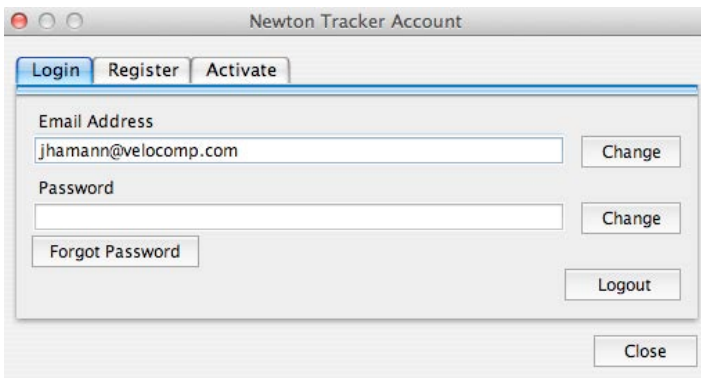 Newton Tracker Account
Login Register Activate
Email Address
jhamann@velocomp.com Change
Password
Change
Forgot Password
Logout
Close